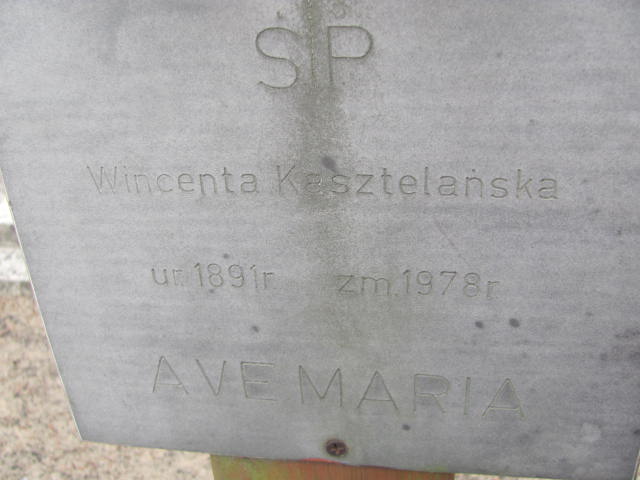 ŚP
Wincenta Kasztelańska
ur. 1891r zm. 1978r
AVE MARIA